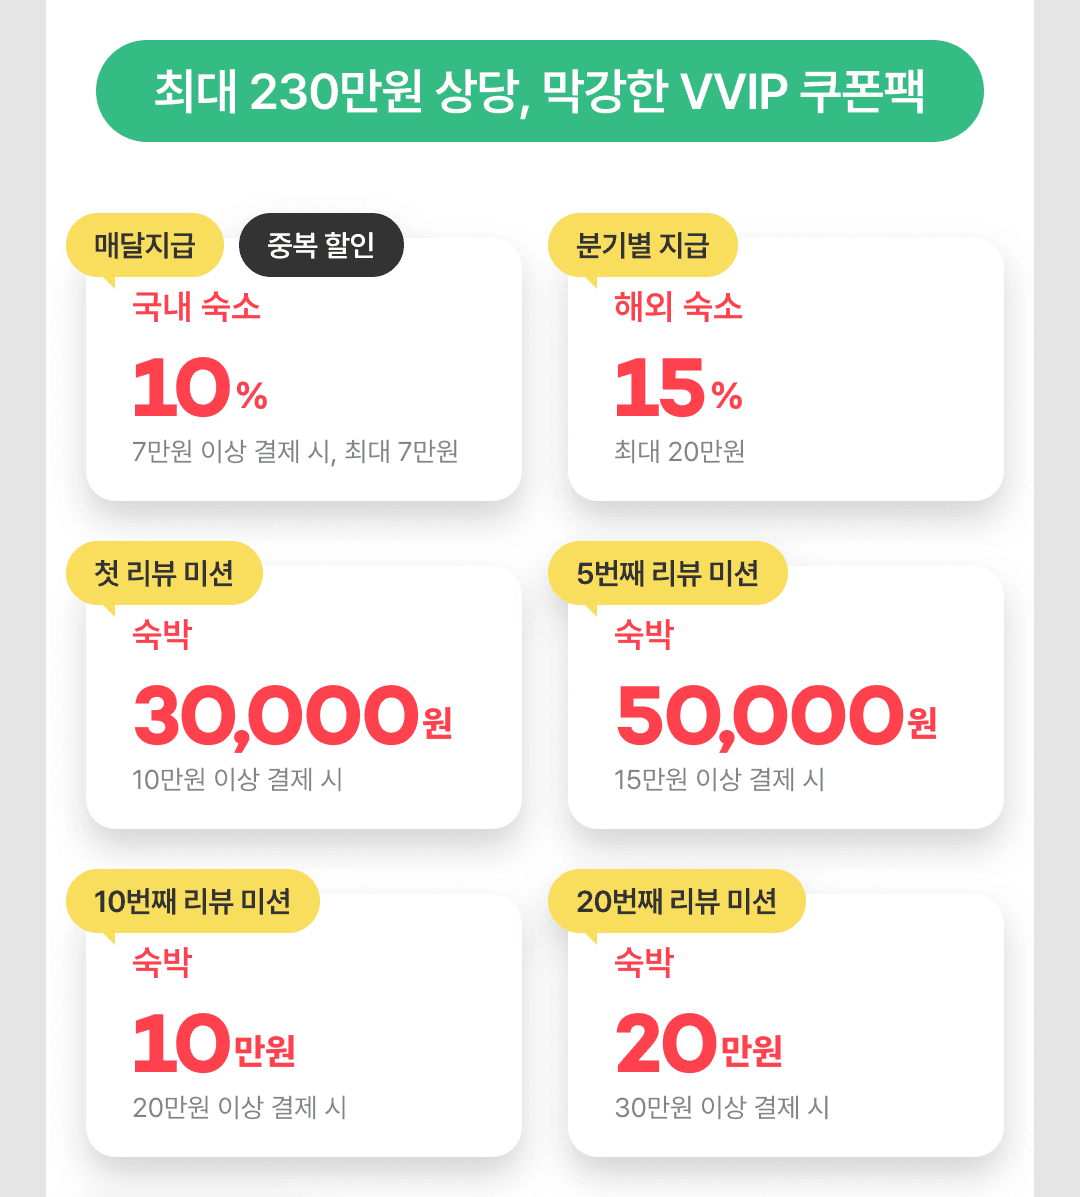 최대 230만원 상당, 막강한 VVIP 쿠폰팩
매달지급
중복 할인
국내 숙소
10%
7만원 이상 결제 시, 최대 7만원
분기별 지급
해외 숙소
15%
최대 20만원
첫 리뷰 미션
숙박
30,000원
10만원 이상 결제 시
5번째 리뷰 미션
숙박
50,000원
15만원 이상 결제 시
10번째 리뷰 미션
숙박
10만원
20만원 이상 결제 시
20번째 리뷰 미션
숙박
20만원
30만원 이상 결제 시